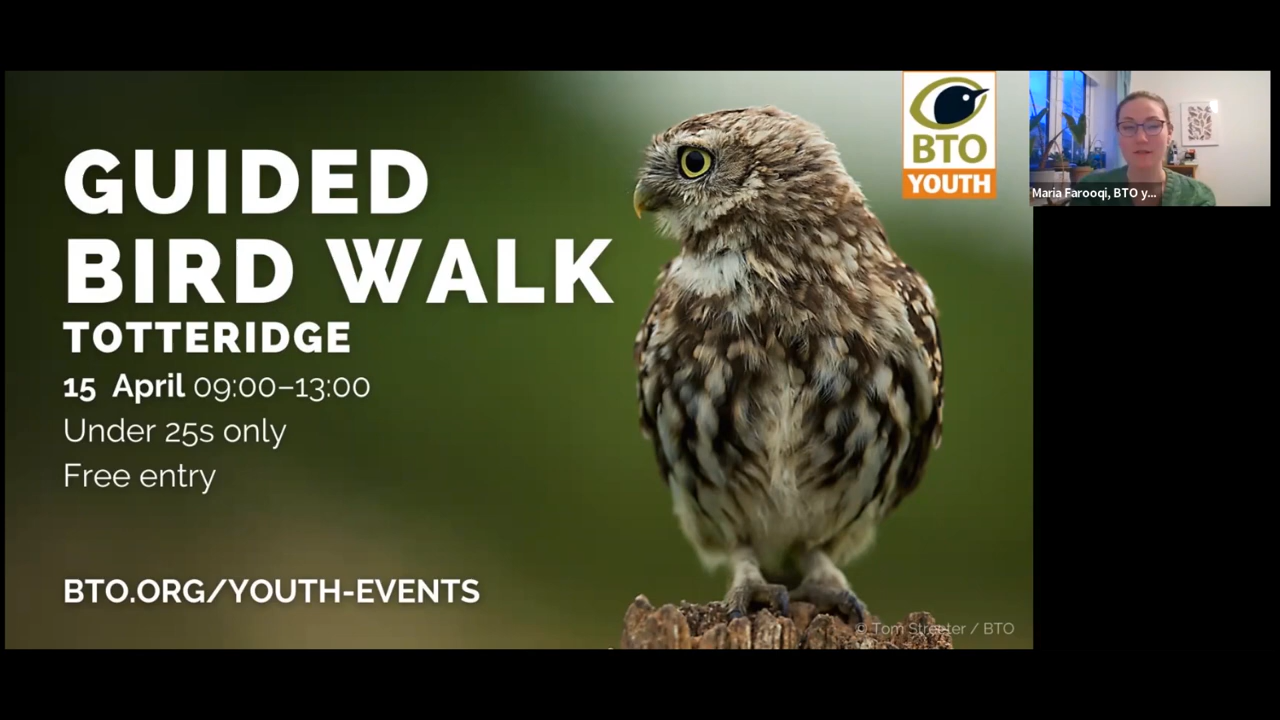 GUIDED
BIRD WALK
TOTTERIDGE
15 April 09:00–13:00
Under 25s only
Free entry
BTO.ORG/YOUTH-EVENTS
BTO
YOUTH
© Tom Streeter / BTO
Maria Farooqi, BTO y...